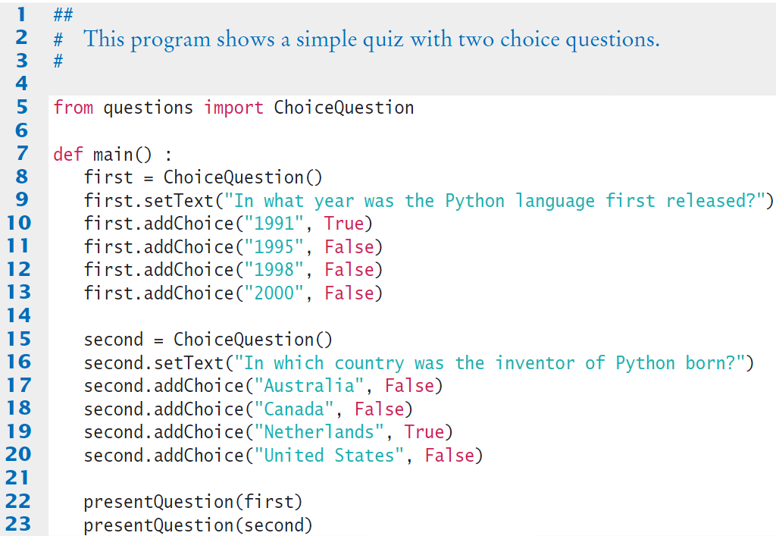 1 ##
2 # This program shows a simple quiz with two choice questions.
3 #
4
5 from questions import ChoiceQuestion
6
7 def main() :
8 first = ChoiceQuestion()
9 first.setText("In what year was the Python language first released?")
10 first.addChoice("1991", True)
11 first.addChoice("1995", False)
12 first.addChoice("1998", False)
13 first.addChoice("2000", False)
14
15 second = ChoiceQuestion()
16 second.setText("In which country was the inventor of Python born?")
17 second.addChoice("Australia", False)
18 second.addChoice("Canada", False)
19 second.addChoice("Netherlands", True)
20 second.addChoice("United States", False)
21
22 presentQuestion(first)
23 presentQuestion(second)